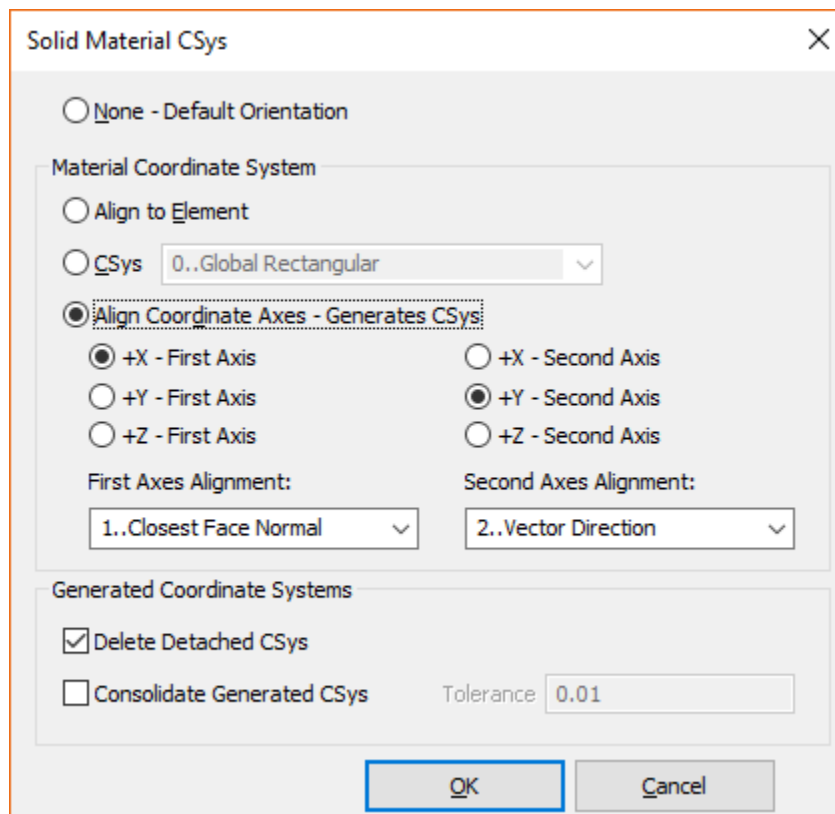 Solid Material CSys
None - Default Orientation
Material Coordinate System
Align to Element
CSys 0..Global Rectangular
Align Coordinate Axes - Generates CSys
+X - First Axis +X - Second Axis
+Y - First Axis +Y - Second Axis
+Z - First Axis +Z - Second Axis
First Axes Alignment: Second Axes Alignment:
1..Closest Face Normal 2..Vector Direction
Generated Coordinate Systems
Delete Detached CSys
Consolidate Generated CSys Tolerance 0.01
OK Cancel